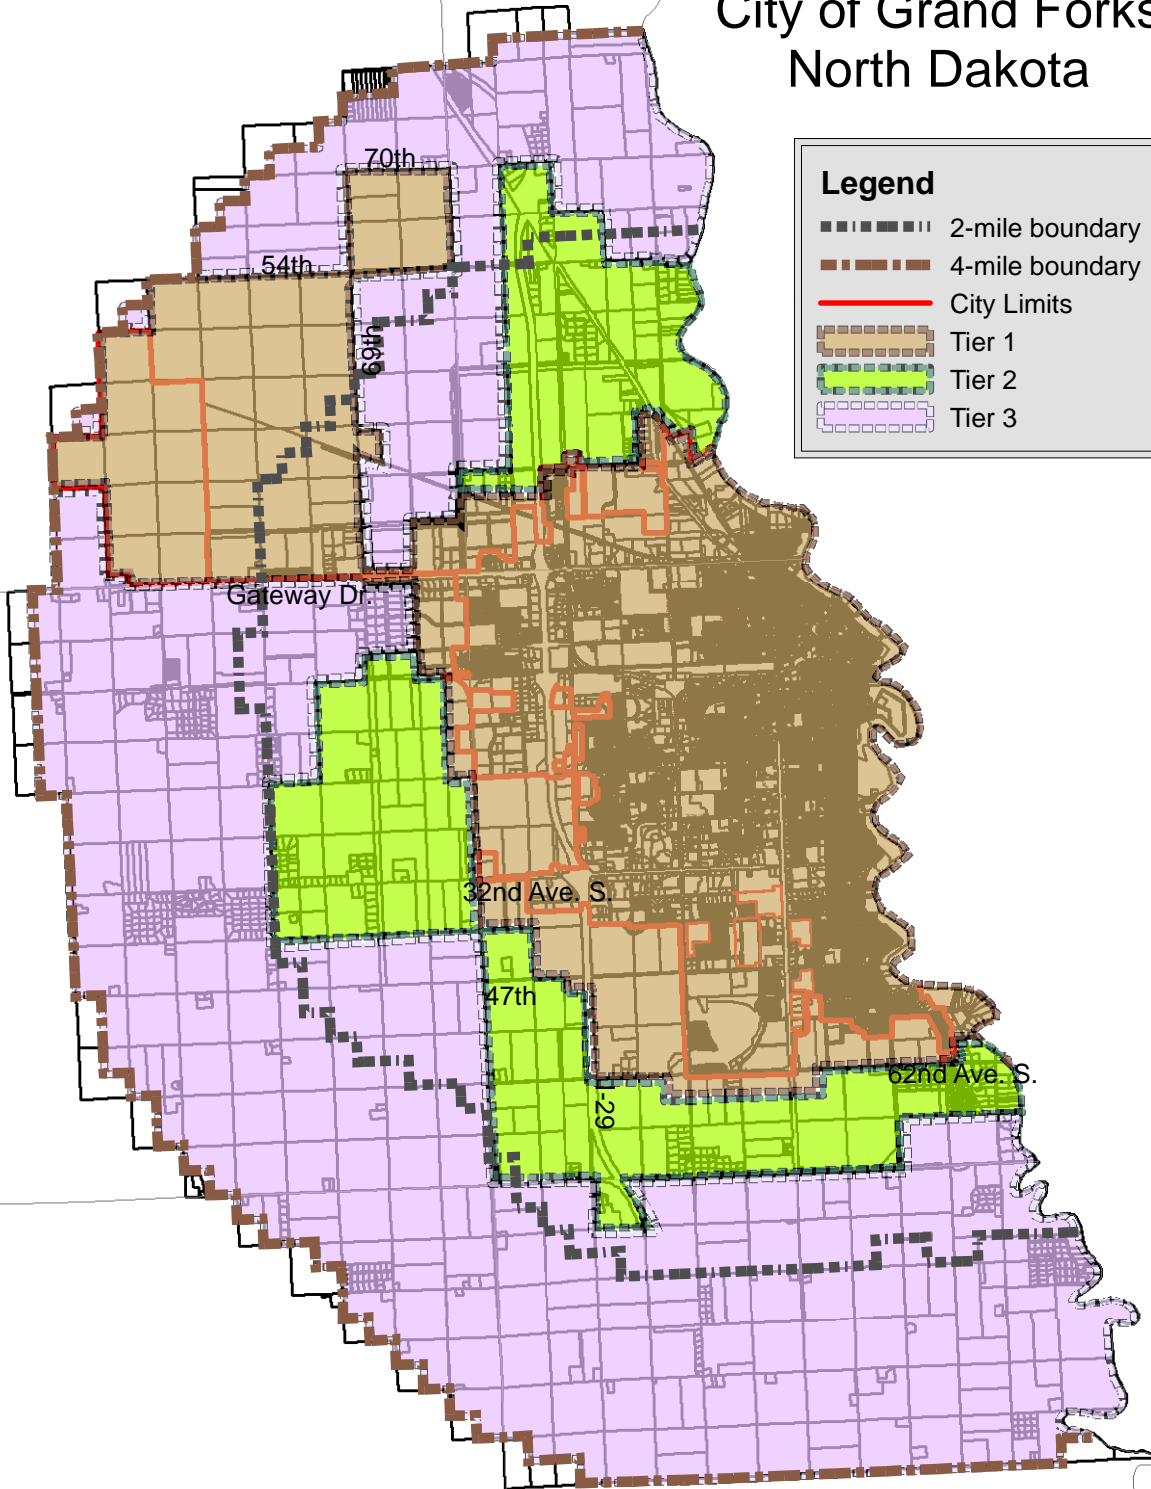 City of Grand Forks
North Dakota
Legend
2-mile boundary
4-mile boundary
City Limits
Tier 1
Tier 2
Tier 3
70th
54th
69th
Gateway Dr.
32nd Ave. S.
47th
62nd Ave. S.
-29